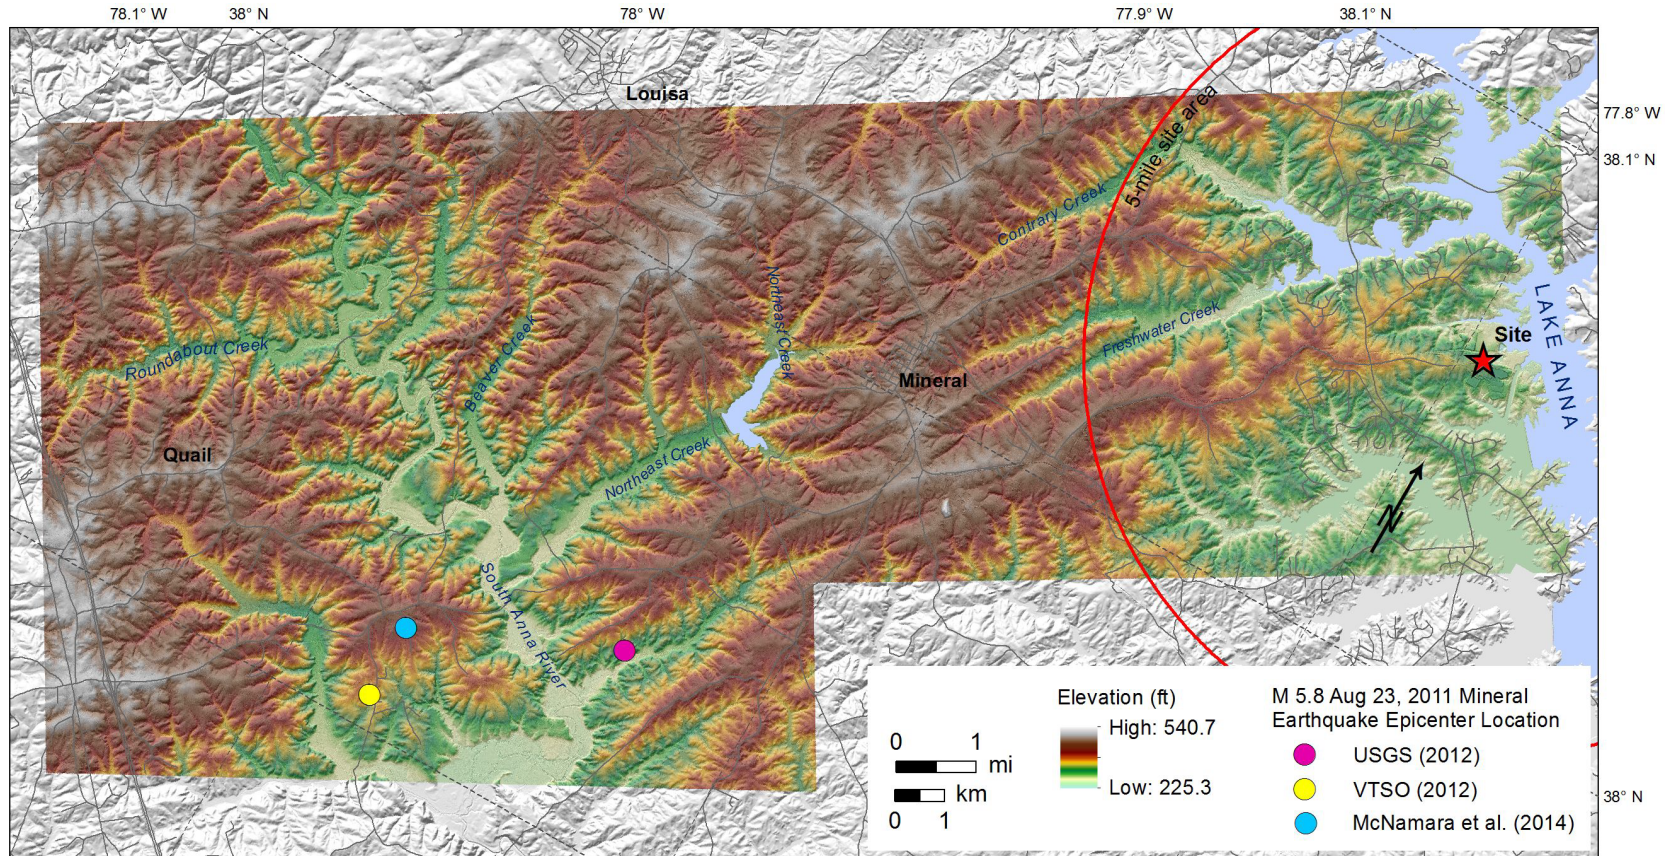 78.1° W
38° N
78° W
77.9° W
38.1° N
Louisa
5-mile site area
77.8° W
38.1° N
Contrary Creek
Northeast Creek
Freshwater Creek
LAKE ANNA
Site
Roundabout Creek
Beaver Creek
Mineral
Quail
Northeast Creek
N
South Anna River
Elevation (ft)
High: 540.7
Low: 225.3
0 1
mi
km
0 1
M 5.8 Aug 23, 2011 Mineral
Earthquake Epicenter Location
USGS (2012)
VTSO (2012)
McNamara et al. (2014)
38° N